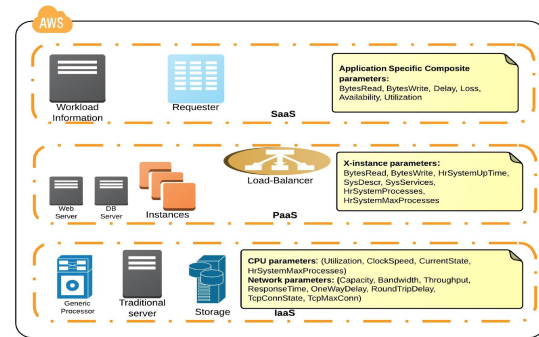 AWS
Application Specific Composite
parameters:
BytesRead, BytesWrite, Delay, Loss,
Availability, Utilization
Workload
Information
Requester
SaaS
X-instance parameters:
BytesRead, BytesWrite, HrSystemUpTime,
SysDescr, SysServices,
HrSystemProcesses,
HrSystemMaxProcesses
Load-Balancer
Web
Server
DB
Server
Instances
PaaS
CPU parameters: (Utilization, ClockSpeed, CurrentState,
HrSystemMaxProcesses)
Network parameters: (Capacity, Bandwidth, Throughput,
ResponseTime, OneWayDelay, RoundTripDelay,
TcpConnState, TcpMaxConn)
Generic
Processor
Traditional
server
Storage
IaaS